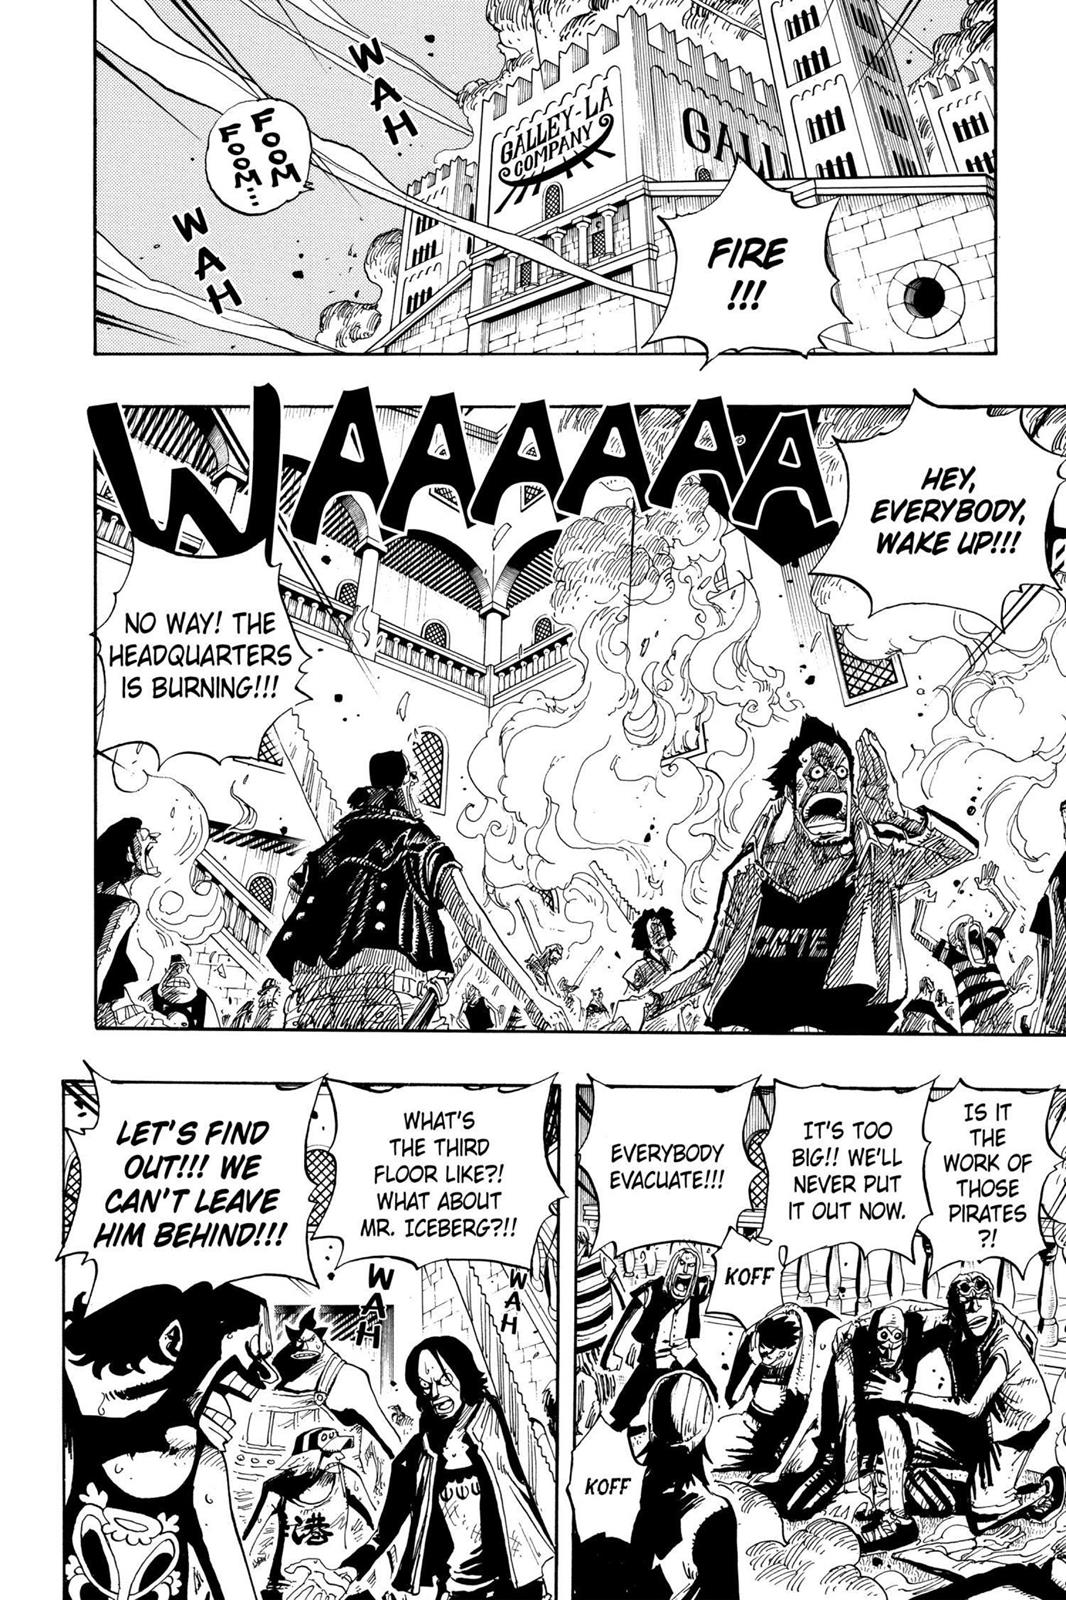 WAH
FOOM
FOOM...
WAH
GALLEY-LA
COMPANY
GALL
FIRE
!!!
WAAAAAA
HEY,
EVERYBODY,
WAKE UP!!!
NO WAY! THE
HEADQUARTERS
IS BURNING!!!
IS IT
THE
WORK OF
THOSE
PIRATES
?!
IT'S TOO
BIG!! WE'LL
NEVER PUT
IT OUT NOW.
EVERYBODY
EVACUATE!!!
KOFF
KOFF
WHAT'S
THE THIRD
FLOOR LIKE?!
WHAT ABOUT
MR. ICEBERG?!!
LET'S FIND
OUT!!! WE
CAN'T LEAVE
HIM BEHIND!!!
WAH
WAH
港